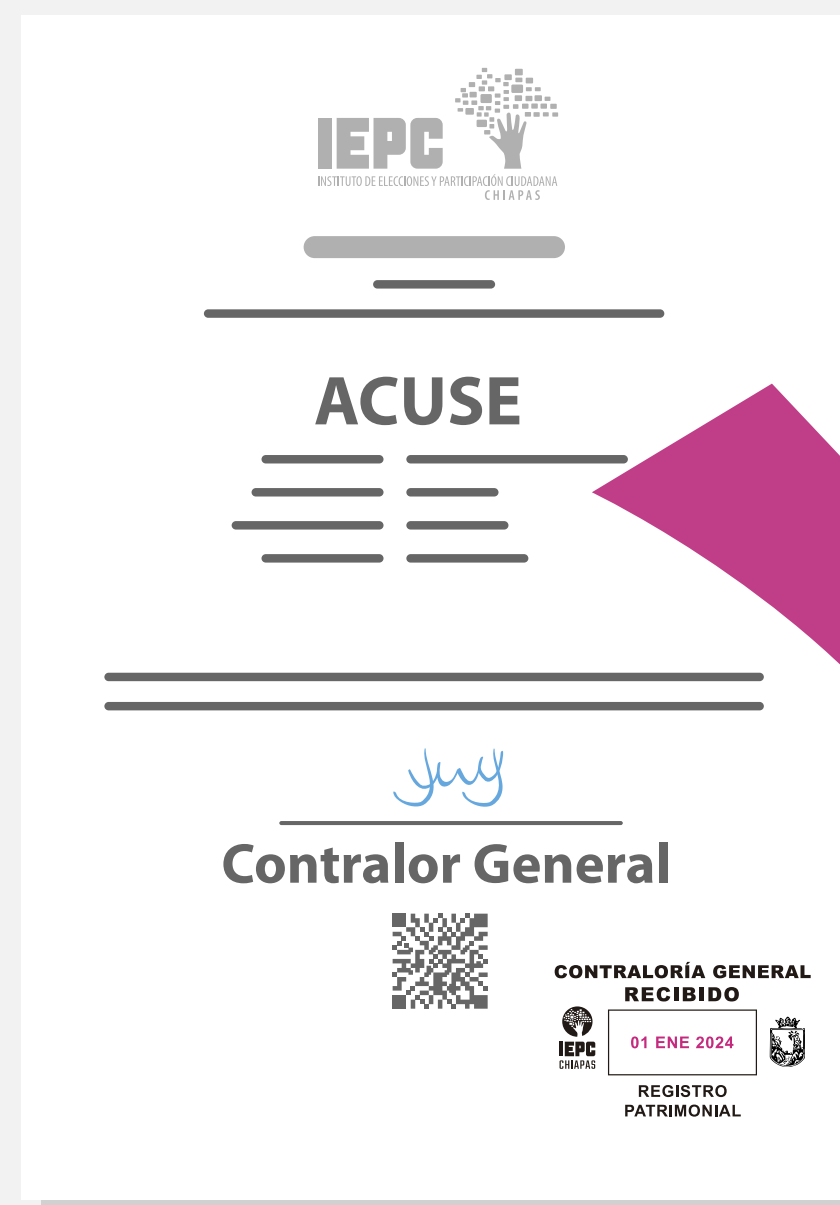 IEPC
INSTITUTO DE ELECCIONES Y PARTICIPACIÓN CIUDADANA
CHIAPAS
ACUSE
Contralor General
CONTRALORÍA GENERAL
RECIBIDO
IEPC
CHIAPAS
01 ENE 2024
REGISTRO
PATRIMONIAL